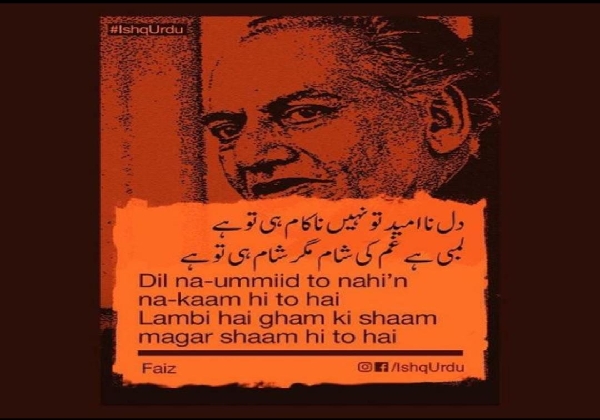 #IshqUrdu
دل ناامید تو نہیں ناکام ہی تو ہے
لمبی ہے غم کی شام مگر شام ہی تو ہے
Dil na-ummiid to nahi'n
na-kaam hi to hai
Lambi hai gham ki shaam
magar shaam hi to hai
Faiz
/IshqUrdu